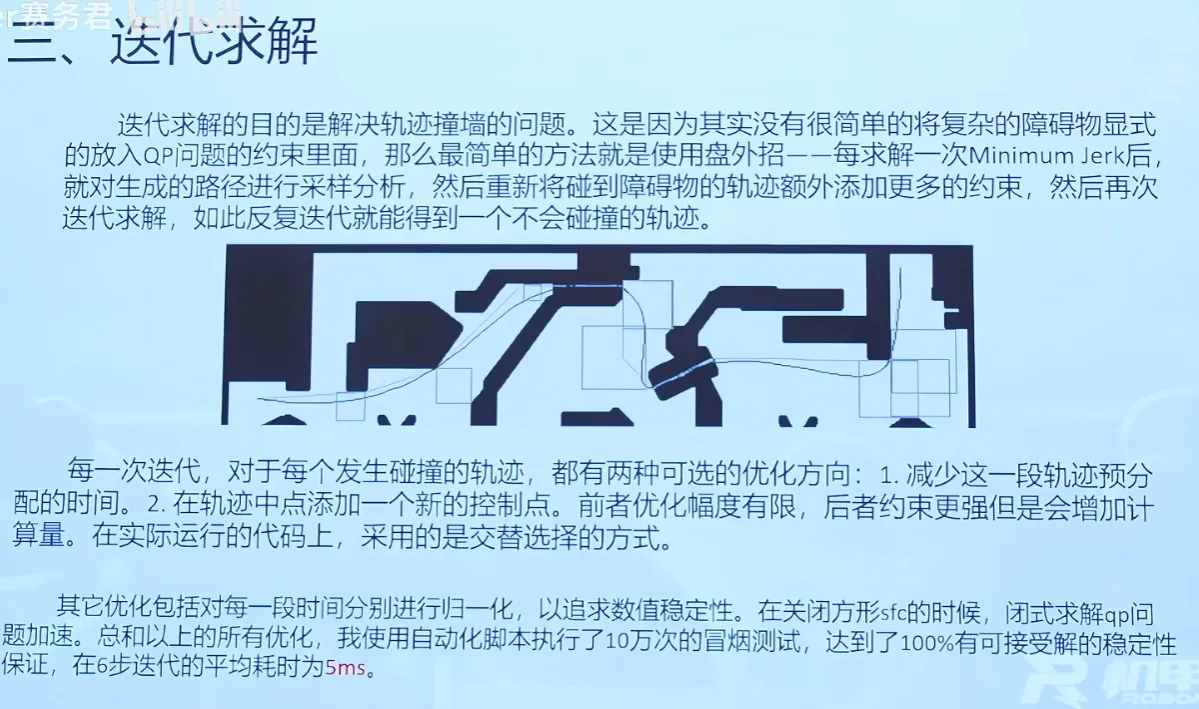 er赛务君 bilibili
三、迭代求解
迭代求解的目的是解决轨迹撞墙的问题。这是因为其实没有很简单的将复杂的障碍物显式
的放入QP问题的约束里面，那么最简单的方法就是使用盘外招——每求解一次Minimum Jerk后，
就对生成的路径进行采样分析，然后重新将碰到障碍物的轨迹额外添加更多的约束，然后再次
迭代求解，如此反复迭代就能得到一个不会碰撞的轨迹。
每一次迭代，对于每个发生碰撞的轨迹，都有两种可选的优化方向：1. 减少这一段轨迹预分
配的时间。2. 在轨迹中点添加一个新的控制点。前者优化幅度有限，后者约束更强但是会增加计
算量。在实际运行的代码上，采用的是交替选择的方式。
其它优化包括对每一段时间分别进行归一化，以追求数值稳定性。在关闭方形sfc的时候，闭式求解qp问
题加速。总和以上的所有优化，我使用自动化脚本执行了10万次的冒烟测试，达到了100%有可接受解的稳定性
保证，在6步迭代的平均耗时为5ms。
机甲
ROBO